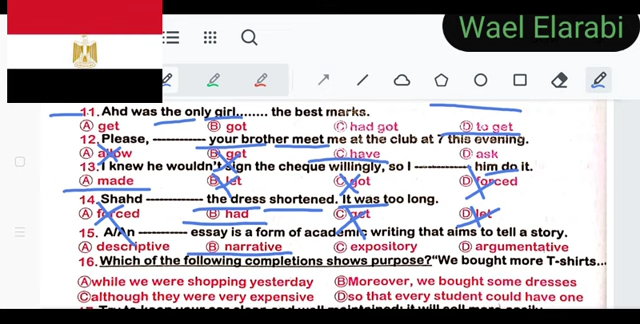 Wael Elarabi
11.Ahd was the only girl........ the best marks.
Ⓐ get Ⓑ got Ⓒ had got Ⓓ to get
12.Please, ----------- your brother meet me at the club at 7 this evening.
Ⓐ allow Ⓑ get Ⓒ have Ⓓ ask
13.I knew he wouldn't sign the cheque willingly, so I ----------- him do it.
Ⓐ made Ⓑ let Ⓒ got Ⓓ forced
14.Shahd ----------- the dress shortened. It was too long.
Ⓐ forced Ⓑ had Ⓒ get Ⓓ let
15. A/An ---------- essay is a form of academic writing that aims to tell a story.
Ⓐ descriptive Ⓑ narrative Ⓒ expository Ⓓ argumentative
16.Which of the following completions shows purpose?"We bought more T-shirts...
Ⓐwhile we were shopping yesterday ⒷMoreover, we bought some dresses
Ⓒalthough they were very expensive Ⓓso that every student could have one